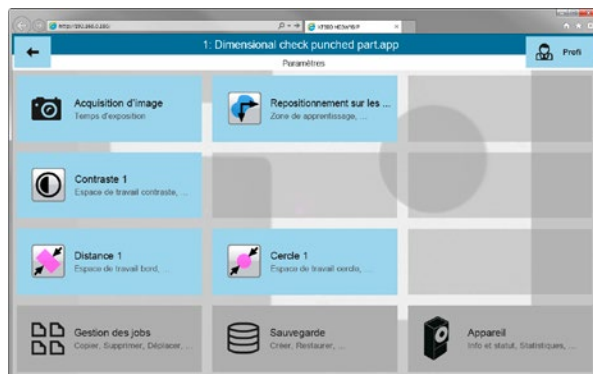 1: Dimensional check punched part.app
Profi
Paramètres
Acquisition d'image
Temps d'exposition
Repositionnement sur les ...
Zone de apprentissage, ...
Contraste 1
Espace de travail contraste, ...
Distance 1
Espace de travail bord, ...
Cercle 1
Espace de travail cercle, ...
Gestion des jobs
Copier, Supprimer, Déplacer, ...
Sauvegarde
Créer, Restaurer, ...
Appareil
Info et statut, Statistiques, ...